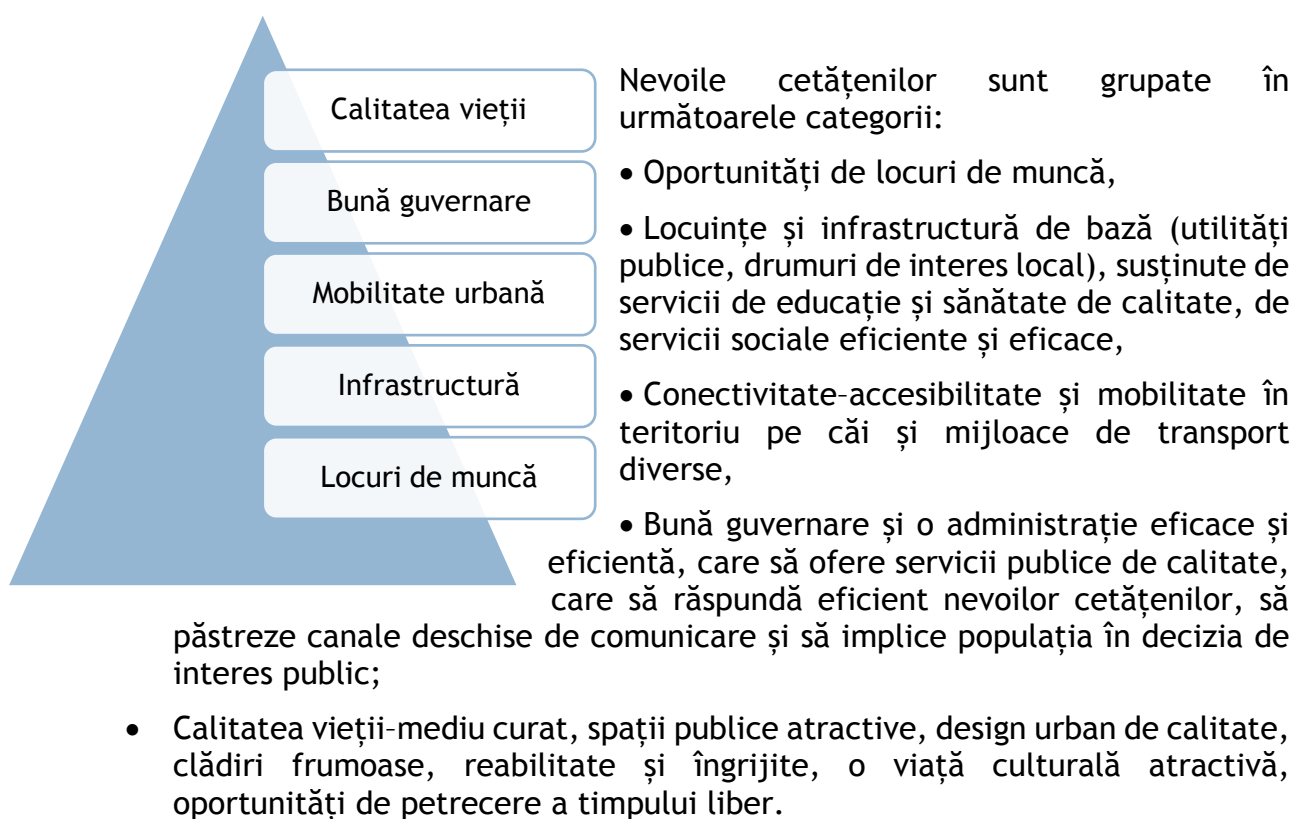 Calitatea vieții
Bună guvernare
Mobilitate urbană
Infrastructură
Locuri de muncă
Nevoile cetățenilor sunt grupate în
următoarele categorii:
• Oportunități de locuri de muncă,
• Locuințe și infrastructură de bază (utilități
publice, drumuri de interes local), susținute de
servicii de educație și sănătate de calitate, de
servicii sociale eficiente și eficace,
• Conectivitate–accesibilitate și mobilitate în
teritoriu pe căi și mijloace de transport
diverse,
• Bună guvernare și o administrație eficace și
eficientă, care să ofere servicii publice de calitate,
care să răspundă eficient nevoilor cetățenilor, să
păstreze canale deschise de comunicare și să implice populația în decizia de
interes public;
• Calitatea vieții–mediu curat, spații publice atractive, design urban de calitate,
clădiri frumoase, reabilitate și îngrijite, o viață culturală atractivă,
oportunități de petrecere a timpului liber.